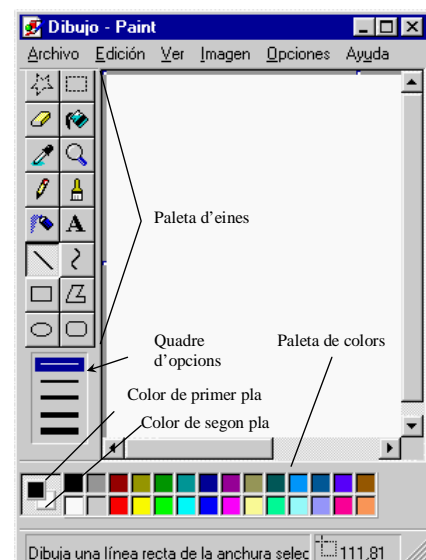 Dibujo - Paint
Archivo Edición Ver Imagen Opciones Ayuda
A
Paleta d'eines
Quadre
d'opcions
Paleta de colors
Color de primer pla
Color de segon pla
Dibuja una línea recta de la anchura selec 111,81